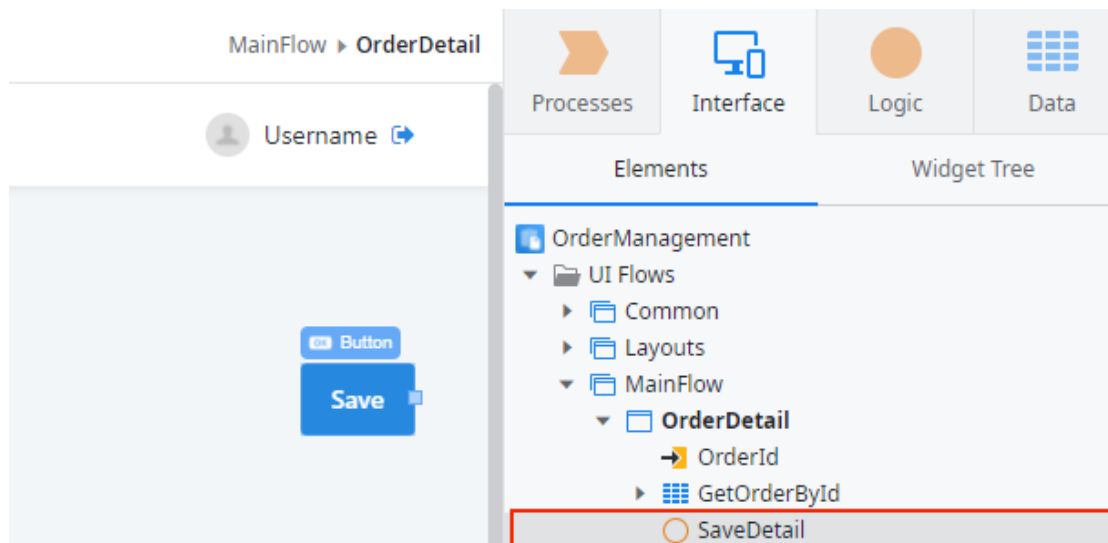 MainFlow ▸ OrderDetail
Username
Button
Save
Processes
Interface
Logic
Data
Elements
Widget Tree
OrderManagement
UI Flows
Common
Layouts
MainFlow
OrderDetail
OrderId
GetOrderById
SaveDetail